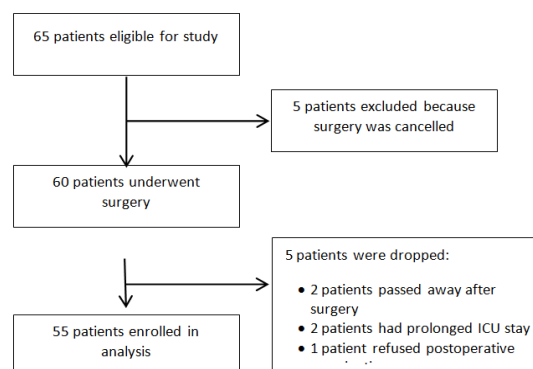 65 patients eligible for study
5 patients excluded because
surgery was cancelled
60 patients underwent
surgery
5 patients were dropped:
• 2 patients passed away after
surgery
• 2 patients had prolonged ICU stay
• 1 patient refused postoperative
55 patients enrolled in
analysis